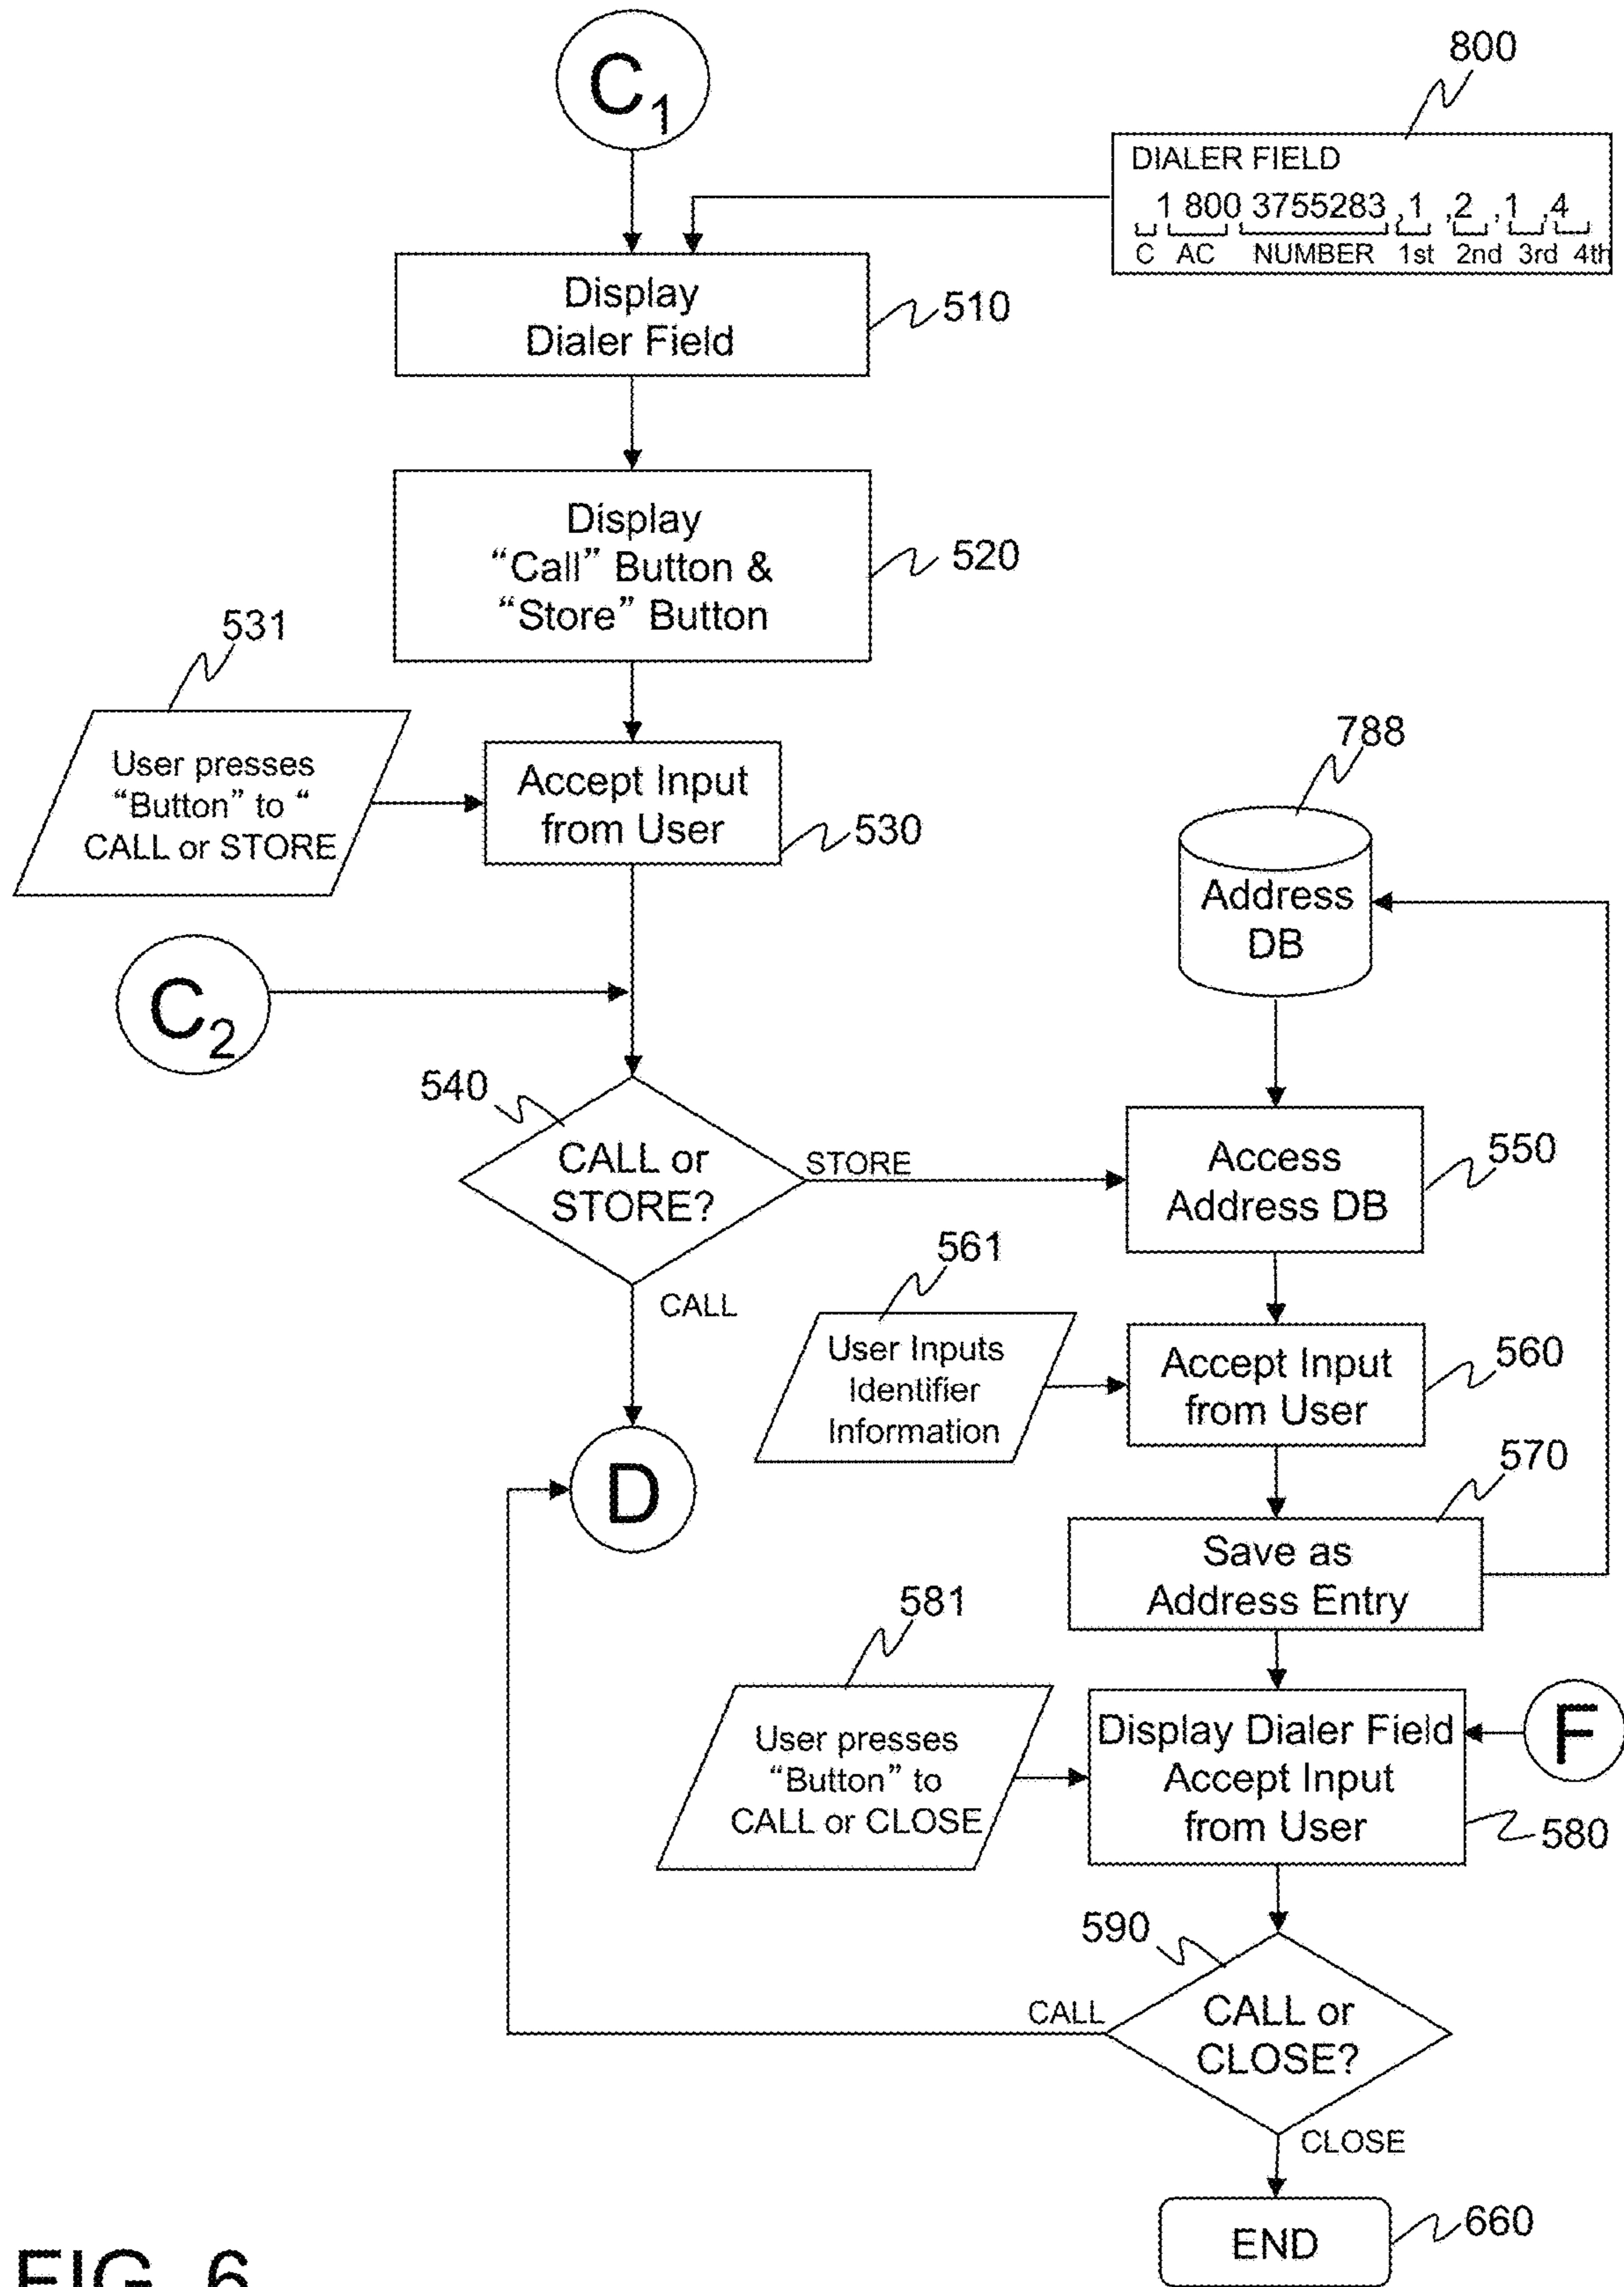 C1
800
DIALER FIELD
1 800 3755283 ,1 ,2 ,1 ,4
C AC NUMBER 1st 2nd 3rd 4th
Display
Dialer Field
510
Display
“Call” Button &
“Store” Button
520
531
User presses
“Button” to “
CALL or STORE
Accept Input
from User
530
788
Address
DB
C2
540
CALL or
STORE?
STORE
CALL
Access
Address DB
550
561
User Inputs
Identifier
Information
Accept Input
from User
560
D
570
Save as
Address Entry
581
User presses
“Button” to
CALL or CLOSE
Display Dialer Field
Accept Input
from User
F
580
590
CALL
CALL or
CLOSE?
CLOSE
END
660
FIG. 6